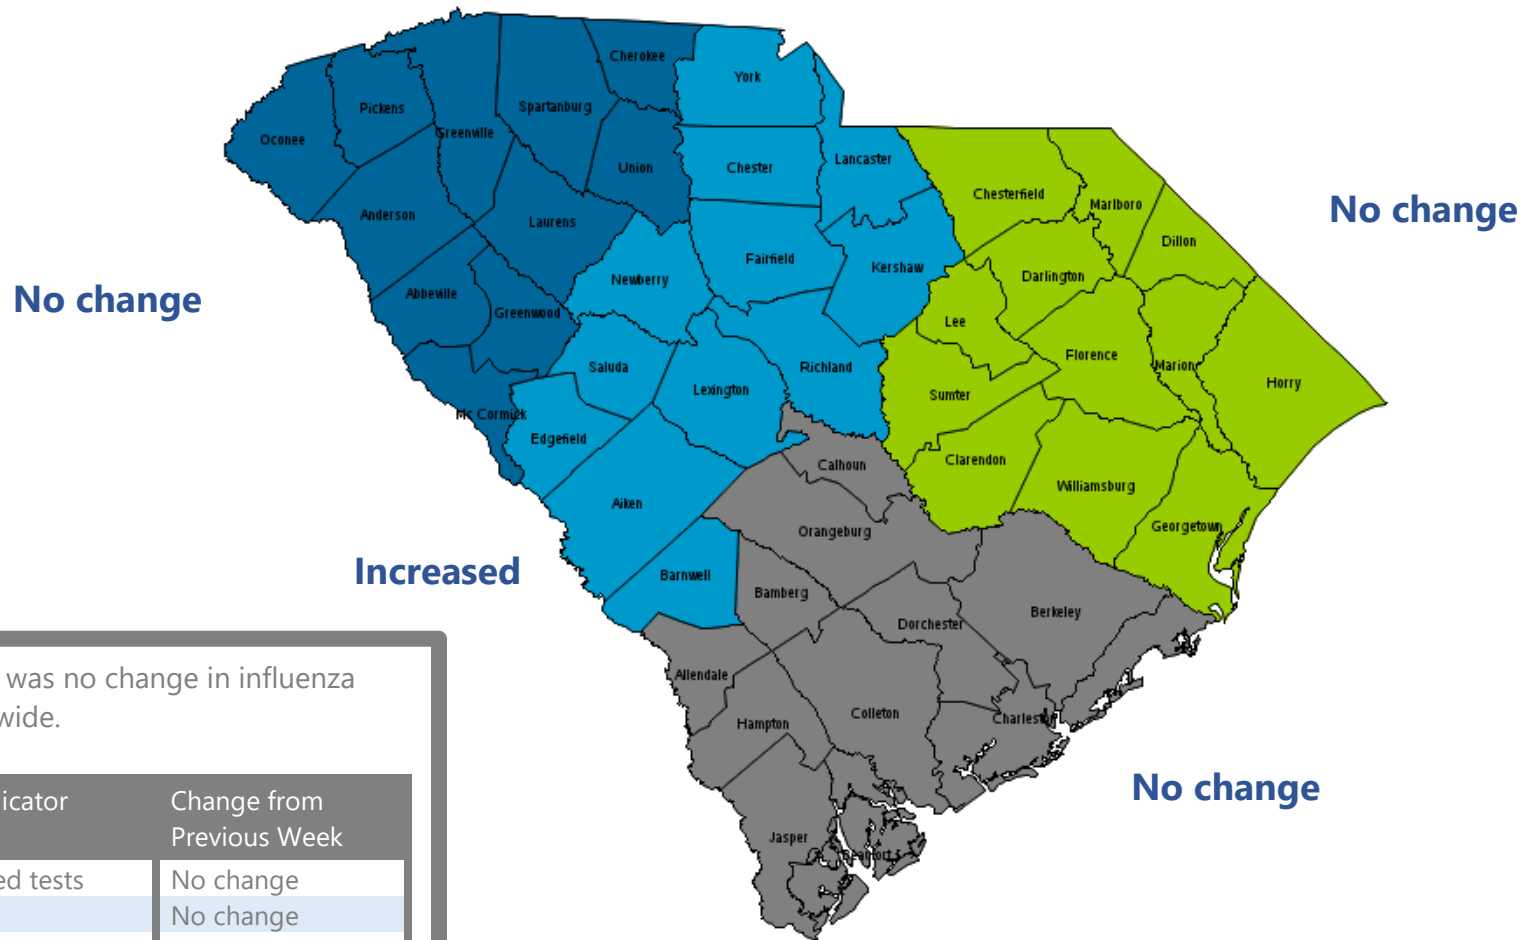 Cherokee
York
Pickens
Spartanburg
Greenville
Oconee
Union
Chester
Lancaster
Chesterfield
Marlboro
Anderson
Laurens
No change
Dillon
Fairfield
Kershaw
Newberry
Darlington
No change
Abbeville
Greenwood
Lee
Florence
Saluda
Richland
Marion
Horry
Lexington
Sumter
Mc Cormick
Edgefield
Calhoun
Clarendon
Williamsburg
Aiken
Orangeburg
Georgetown
Increased
Barnwell
Bamberg
Berkeley
Dorchester
Allendale
Colleton
Hampton
Charleston
No change
Jasper
Beaufort
was no change in influenza
wide.
icator
Change from
Previous Week
ed tests
No change
No change